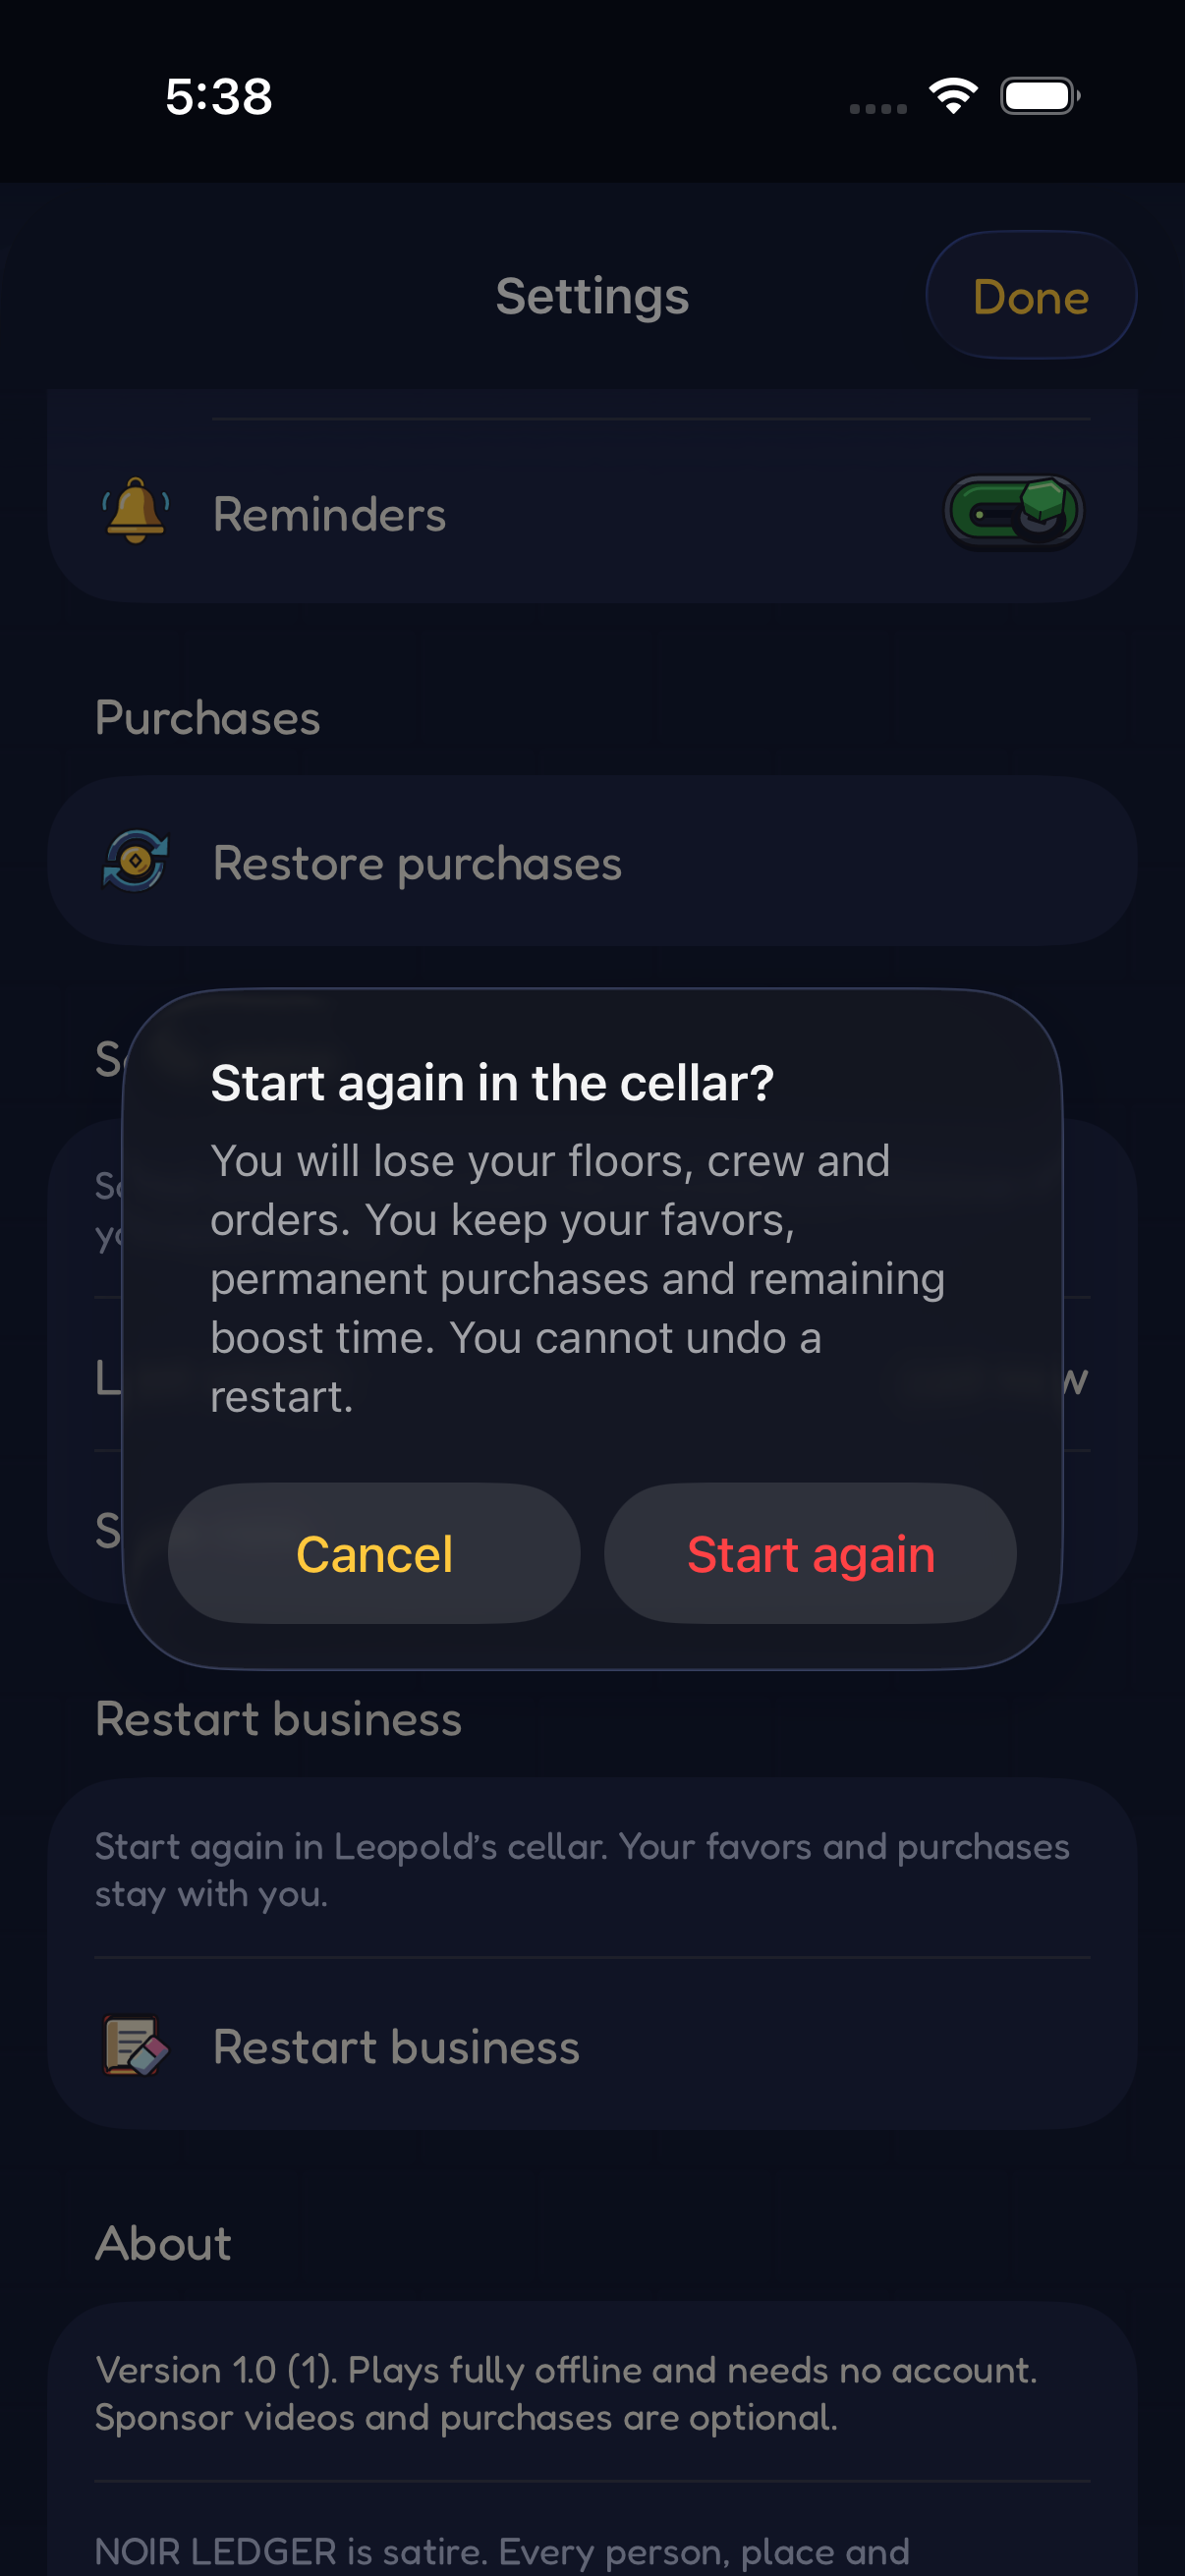 5:38
Settings
Done
Reminders
Purchases
Restore purchases
Start again in the cellar?
You will lose your floors, crew and
orders. You keep your favors,
permanent purchases and remaining
boost time. You cannot undo a
restart.
Cancel
Start again
Restart business
Start again in Leopold’s cellar. Your favors and purchases
stay with you.
Restart business
About
Version 1.0 (1). Plays fully offline and needs no account.
Sponsor videos and purchases are optional.
NOIR LEDGER is satire. Every person, place and